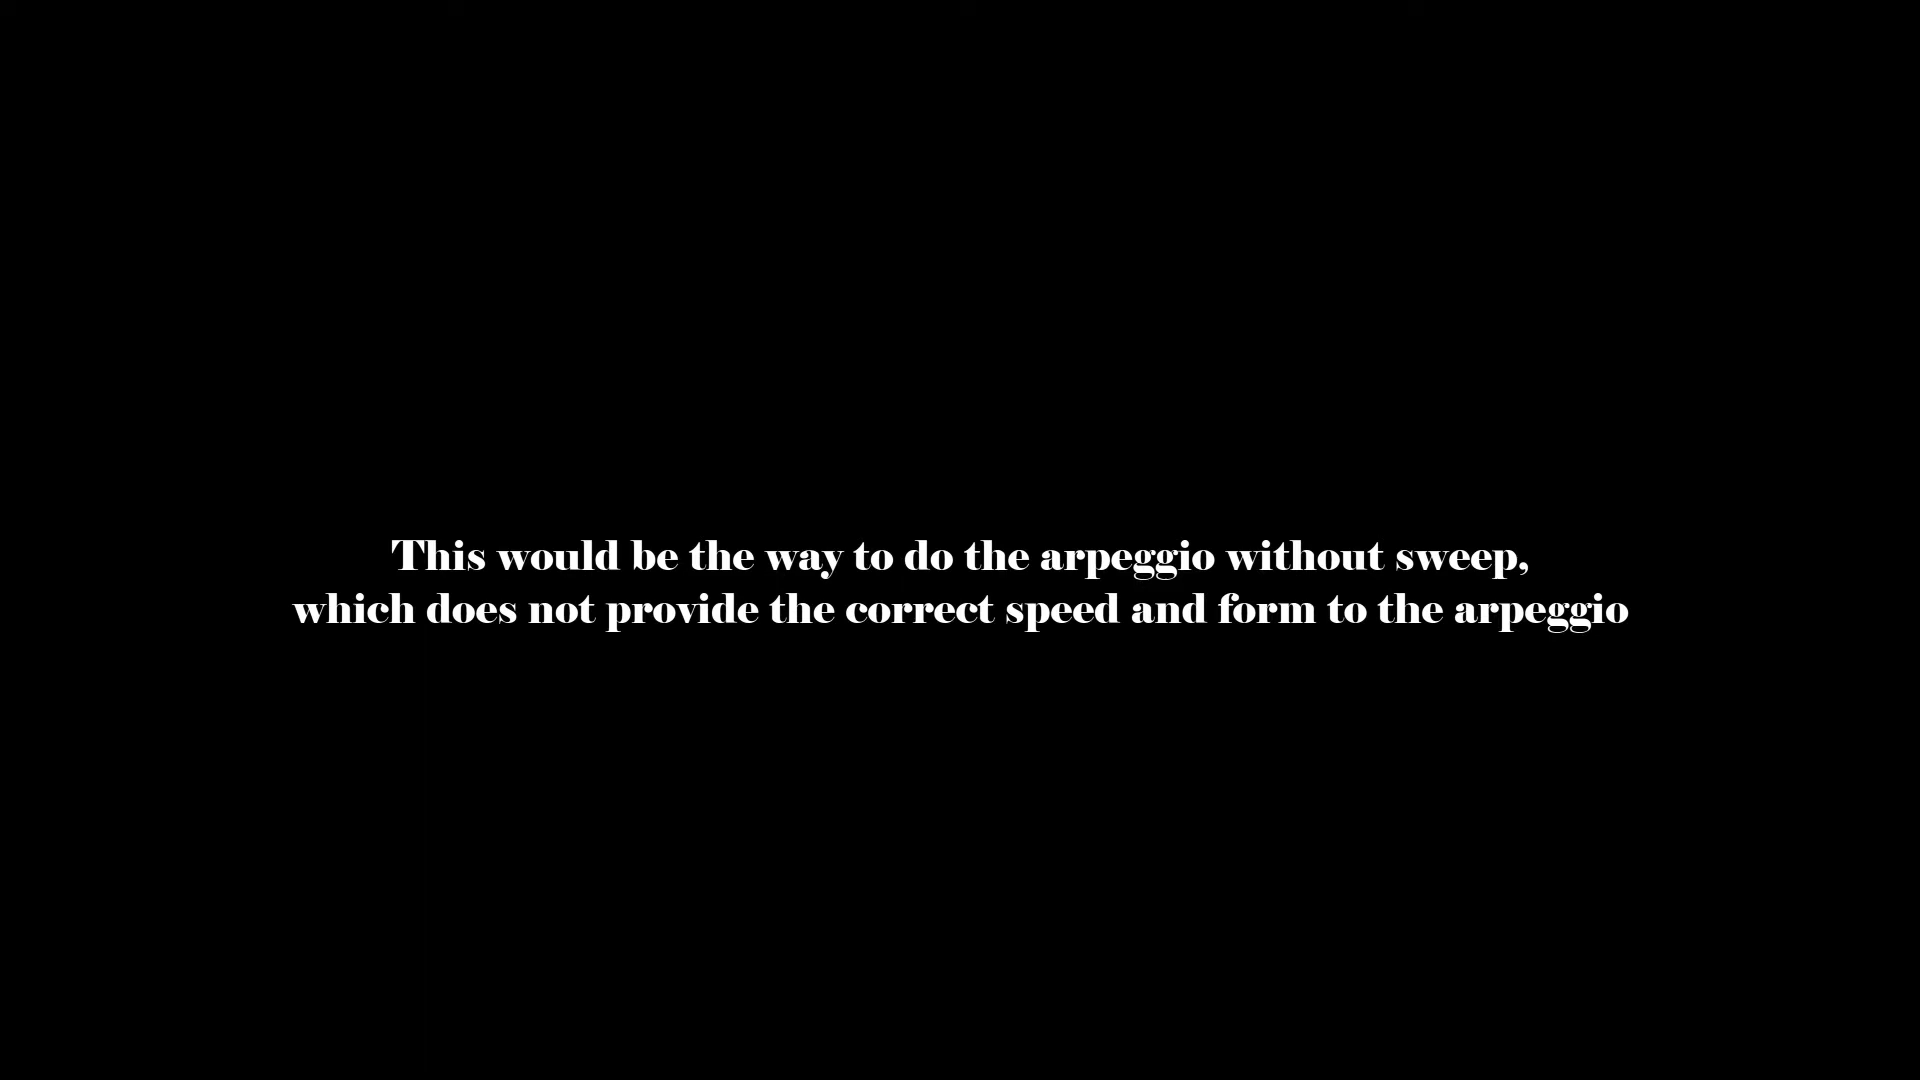 This would be the way to do the arpeggio without sweep,
which does not provide the correct speed and form to the arpeggio